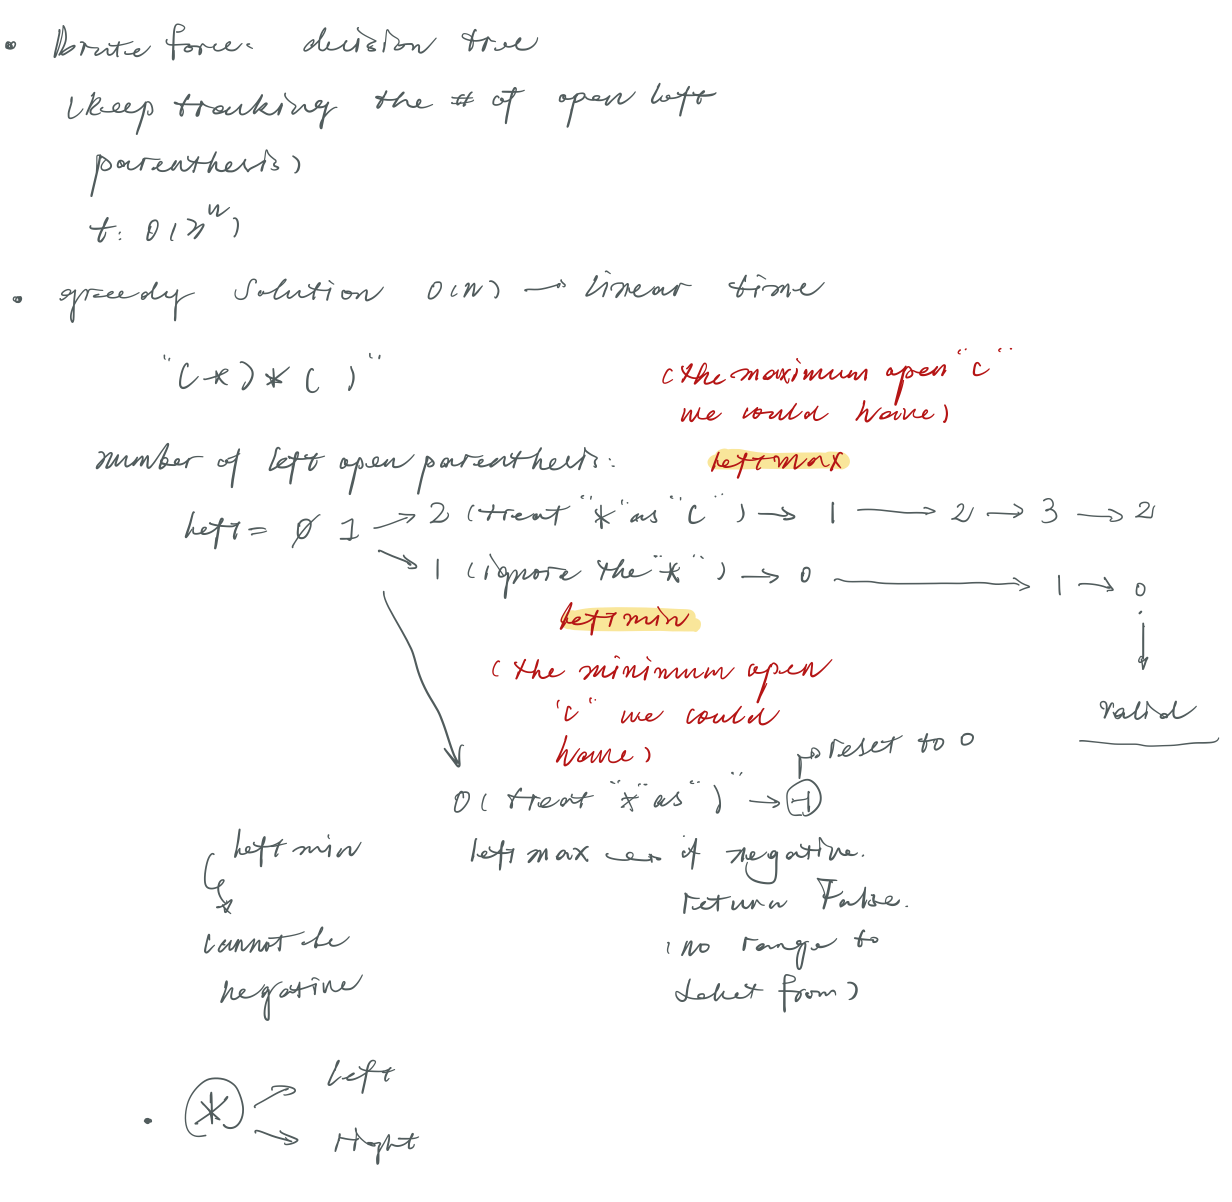 • Brute force: decision tree
(keep tracking the # of open left
parenthesis)
t: O(3^n)
• greedy solution O(n) → linear time
"(*)*()"
(the maximum open "("
we could have)
number of left open parenthesis:
leftmax
left = 0 1 → 2 (treat "*" as "(") → 1 → 2 → 3 → 2
→ 1 (ignore the "*") → 0 → 1 → 0
leftmin
(the minimum open
"(" we could
have)
valid
reset to 0
0 (treat "*" as ")" → -1
leftmin
leftmax if negative.
return False.
cannot be
(no range to
negative
select from)
• * → left
→ right